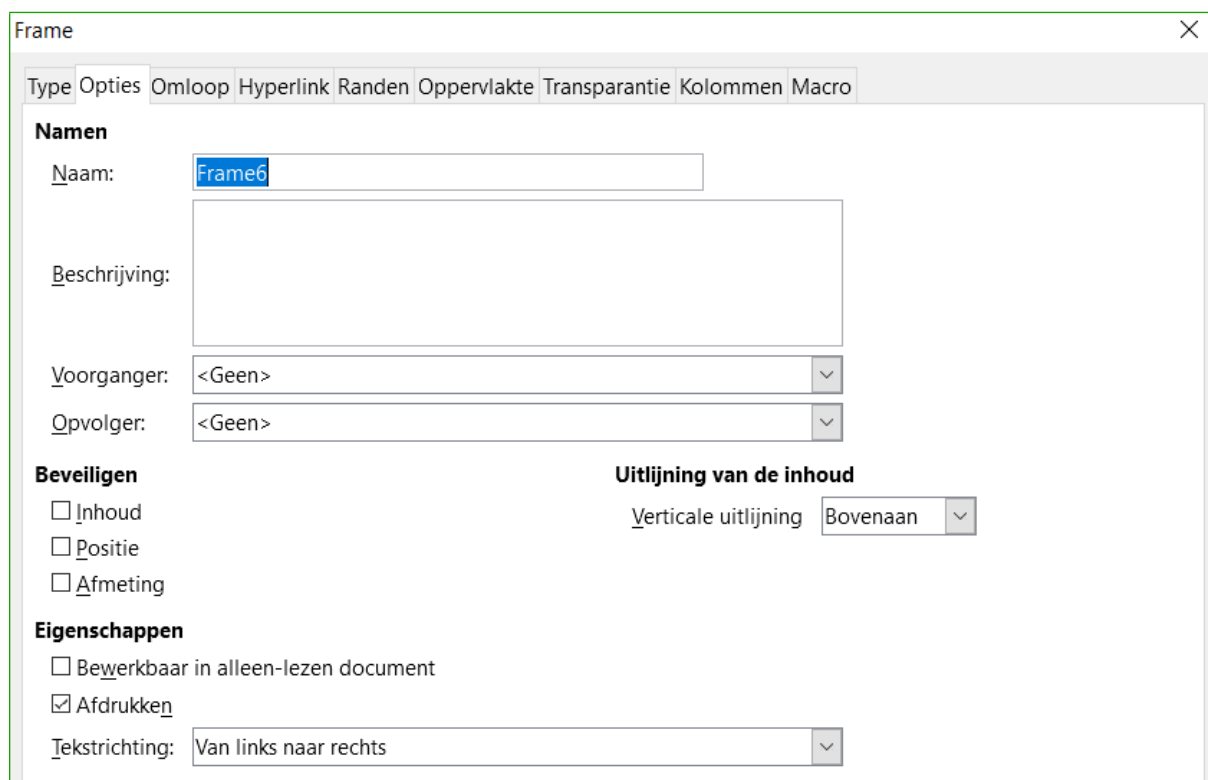 Frame
Type Opties Omloop Hyperlink Randen Oppervlakte Transparantie Kolommen Macro
Namen
Naam: Frame6
Beschrijving:
Voorganger: <Geen>
Opvolger: <Geen>
Beveiligen Uitlijning van de inhoud
Inhoud Verticale uitlijning Bovenaan
Positie
Afmeting
Eigenschappen
Bewerkbaar in alleen-lezen document
Afdrukken
Tekstrichting: Van links naar rechts